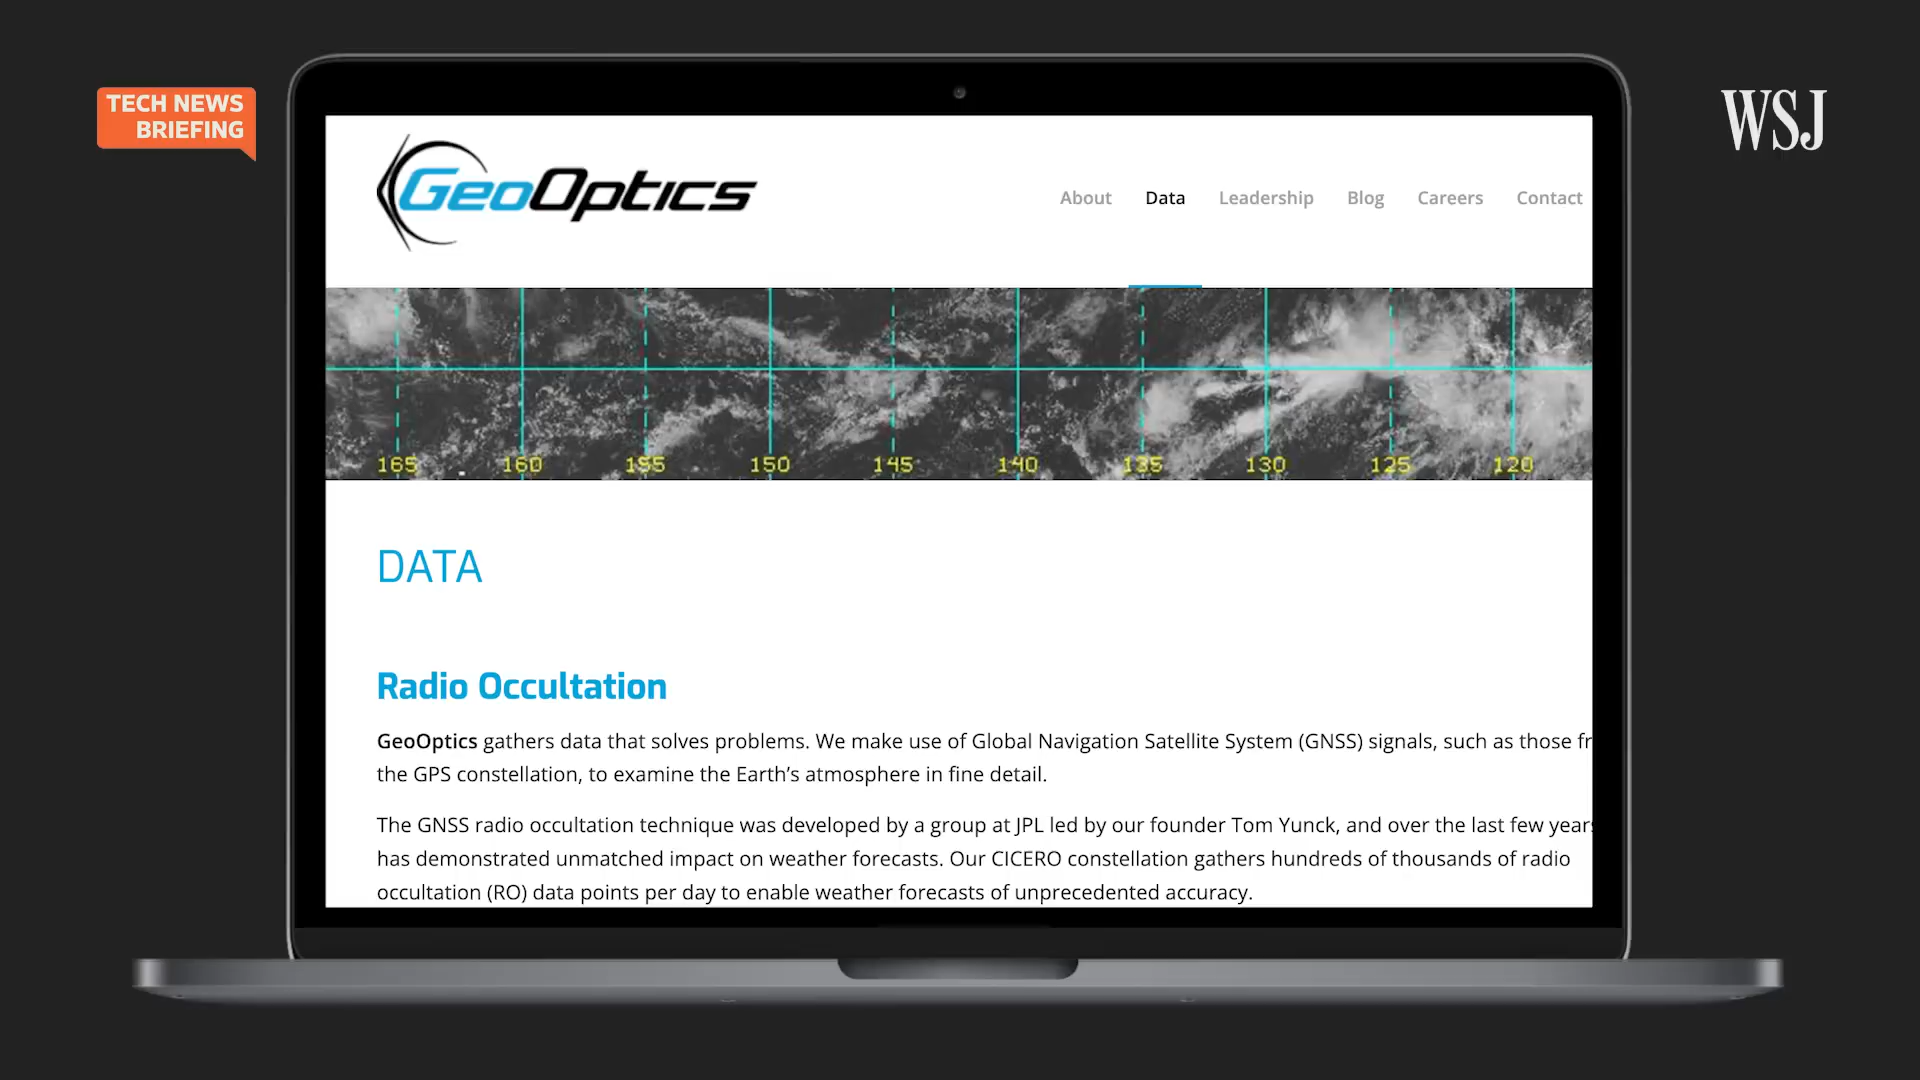 TECH NEWS
BRIEFING
WSJ
GeoOptics
About Data Leadership Blog Careers Contact
165 160 155 150 145 140 135 130 125 120
DATA
Radio Occultation
GeoOptics gathers data that solves problems. We make use of Global Navigation Satellite System (GNSS) signals, such as those
the GPS constellation, to examine the Earth’s atmosphere in fine detail.
The GNSS radio occultation technique was developed by a group at JPL led by our founder Tom Yunck, and over the last few years
has demonstrated unmatched impact on weather forecasts. Our CICERO constellation gathers hundreds of thousands of radio
occultation (RO) data points per day to enable weather forecasts of unprecedented accuracy.